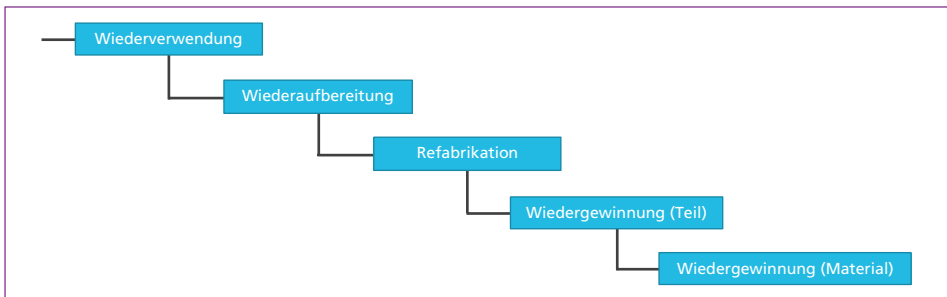 Wiederverwendung
Wiederaufbereitung
Refabrikation
Wiedergewinnung (Teil)
Wiedergewinnung (Material)